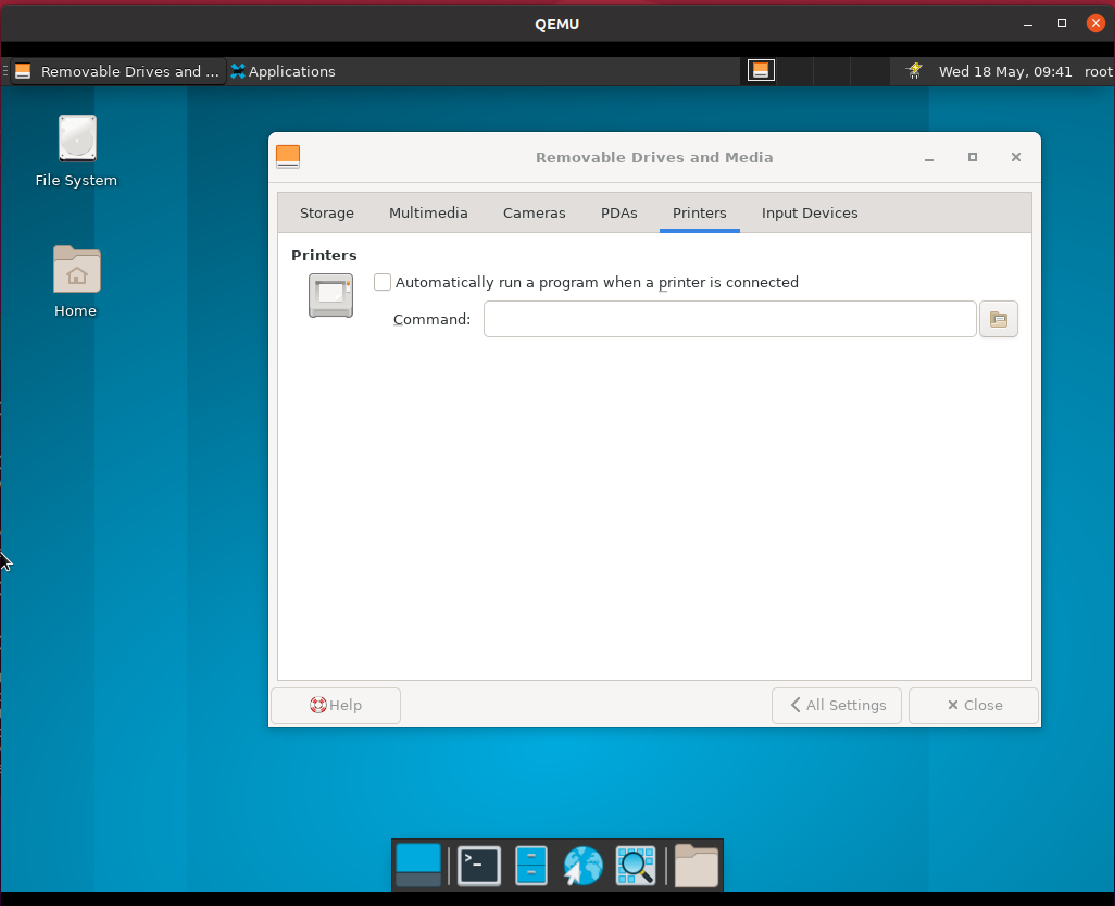 QEMU
Removable Drives and ... Applications Wed 18 May, 09:41 root
File System
Home
Removable Drives and Media
Storage Multimedia Cameras PDAs Printers Input Devices
Printers
Automatically run a program when a printer is connected
Command:
Help All Settings Close
>-